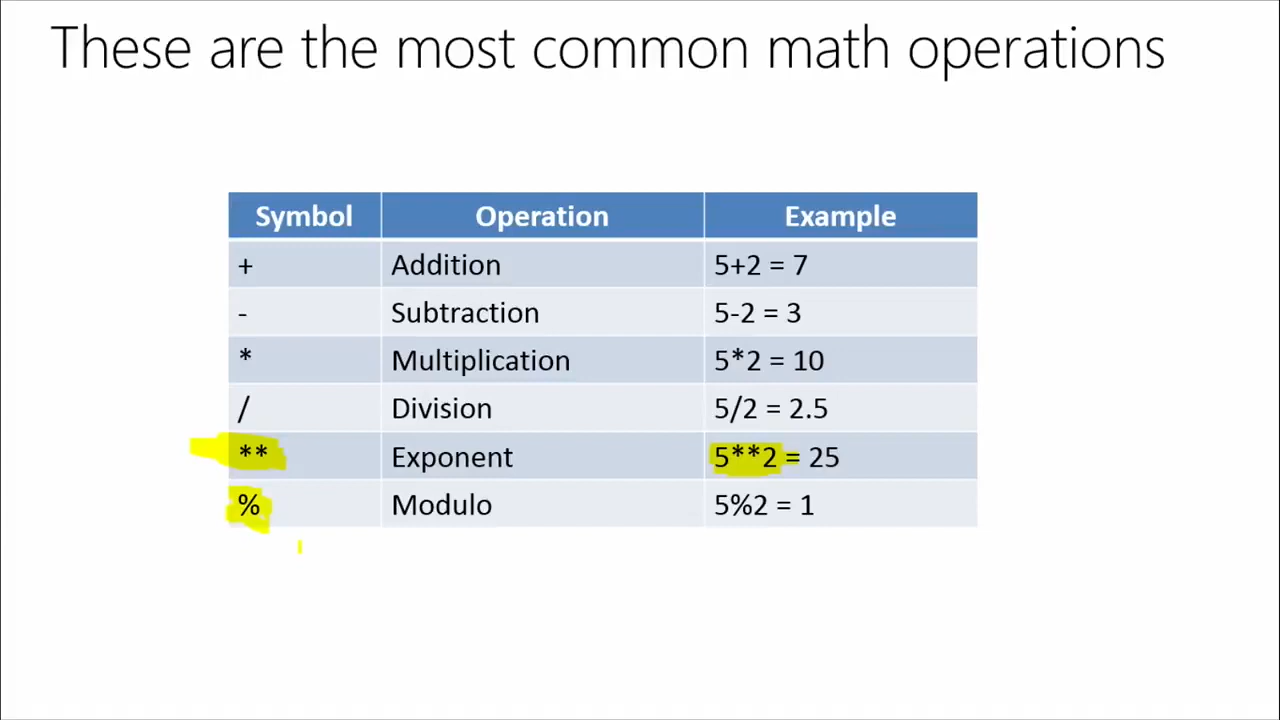 These are the most common math operations
Symbol Operation Example
+ Addition 5+2 = 7
- Subtraction 5-2 = 3
* Multiplication 5*2 = 10
/ Division 5/2 = 2.5
** Exponent 5**2 = 25
% Modulo 5%2 = 1